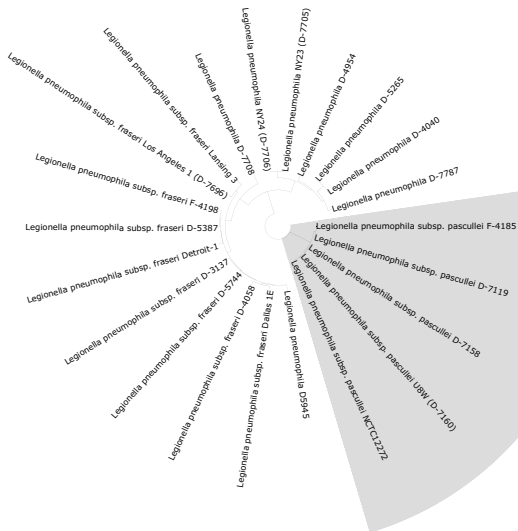 Legionella pneumophila NY23 (D-7705)
Legionella pneumophila D-4954
Legionella pneumophila D-5265
Legionella pneumophila D-4040
Legionella pneumophila D-7787
Legionella pneumophila subsp. pascullei F-4185
Legionella pneumophila subsp. pascullei D-7119
Legionella pneumophila subsp. pascullei D-7158
Legionella pneumophila subsp. pascullei U8W (D-7160)
Legionella pneumophila subsp. pascullei NCTC12272
Legionella pneumophila D5945
Legionella pneumophila subsp. fraseri Dallas 1E
Legionella pneumophila subsp. fraseri D-4058
Legionella pneumophila subsp. fraseri D-5744
Legionella pneumophila subsp. fraseri D-3137
Legionella pneumophila subsp. fraseri Detroit-1
Legionella pneumophila subsp. fraseri D-5387
Legionella pneumophila subsp. fraseri F-4198
Legionella pneumophila subsp. fraseri Los Angeles 1 (D-7696)
Legionella pneumophila subsp. fraseri Lansing 3
Legionella pneumophila D-7708
Legionella pneumophila NY24 (D-7706)